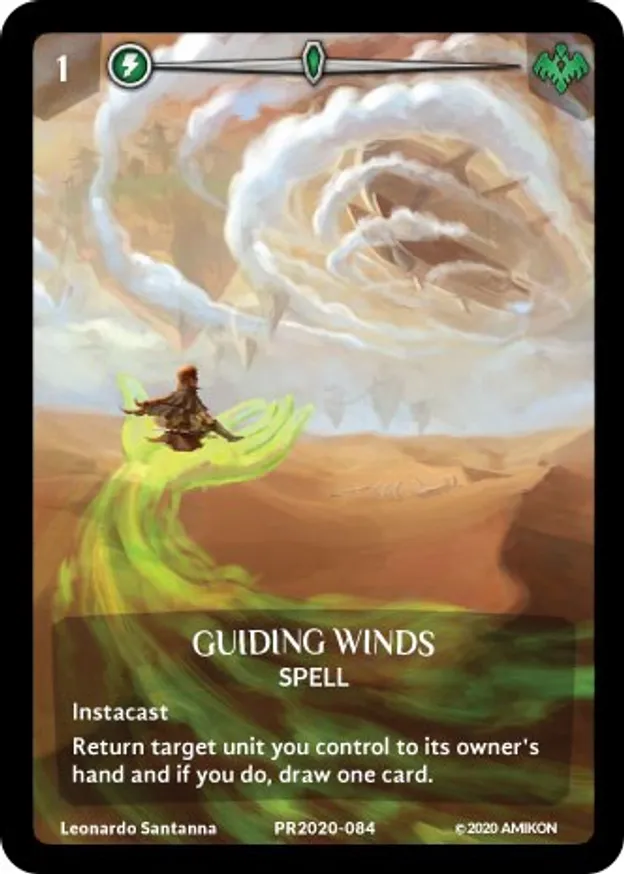 1
GUIDING WINDS
SPELL
Instacast
Return target unit you control to its owner's
hand and if you do, draw one card.
Leonardo Santanna PR2020-084 ©2020 AMIKON